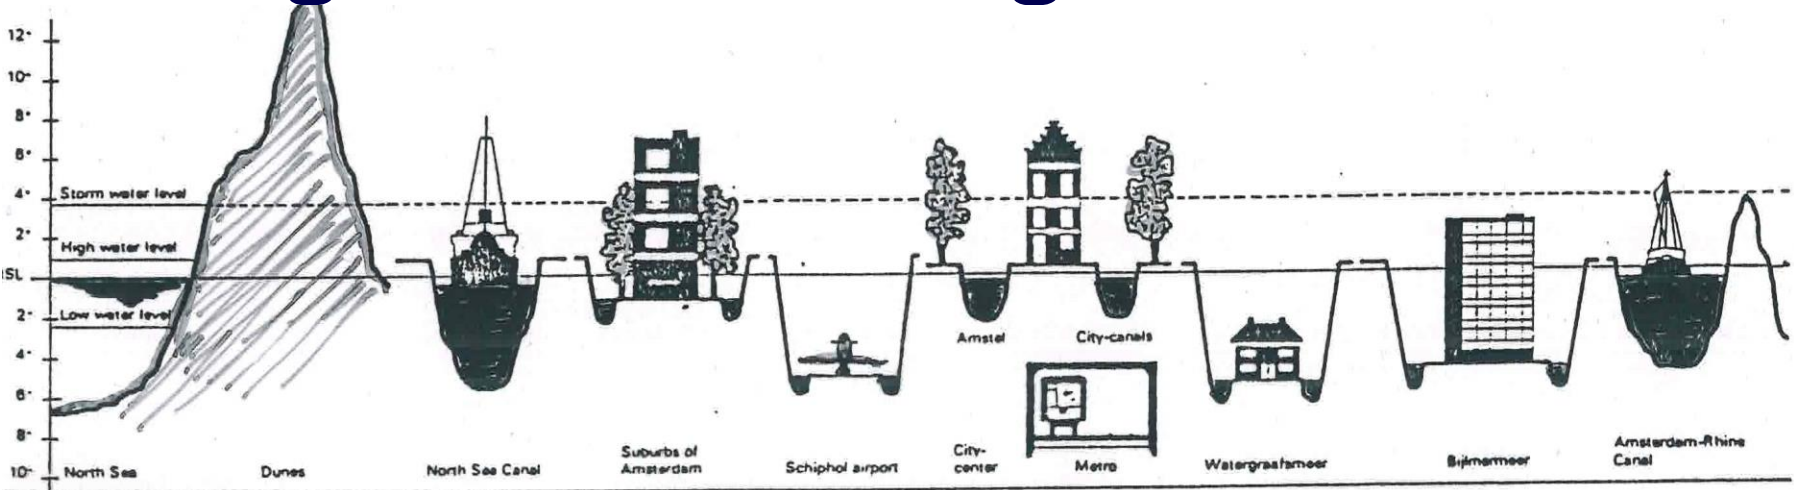 12-
10-
8-
6-
Storm water level
4-
High water level
2-
SL
Low water level
2-
Amstel
City-canals
4-
6-
8-
10-
North Sea
Dunes
North Sea Canal
Suburbs of
Amsterdam
Schiphol airport
City-
center
Metro
Watergraafsmeer
Bijlmermeer
Amsterdam-Rhine
Canal